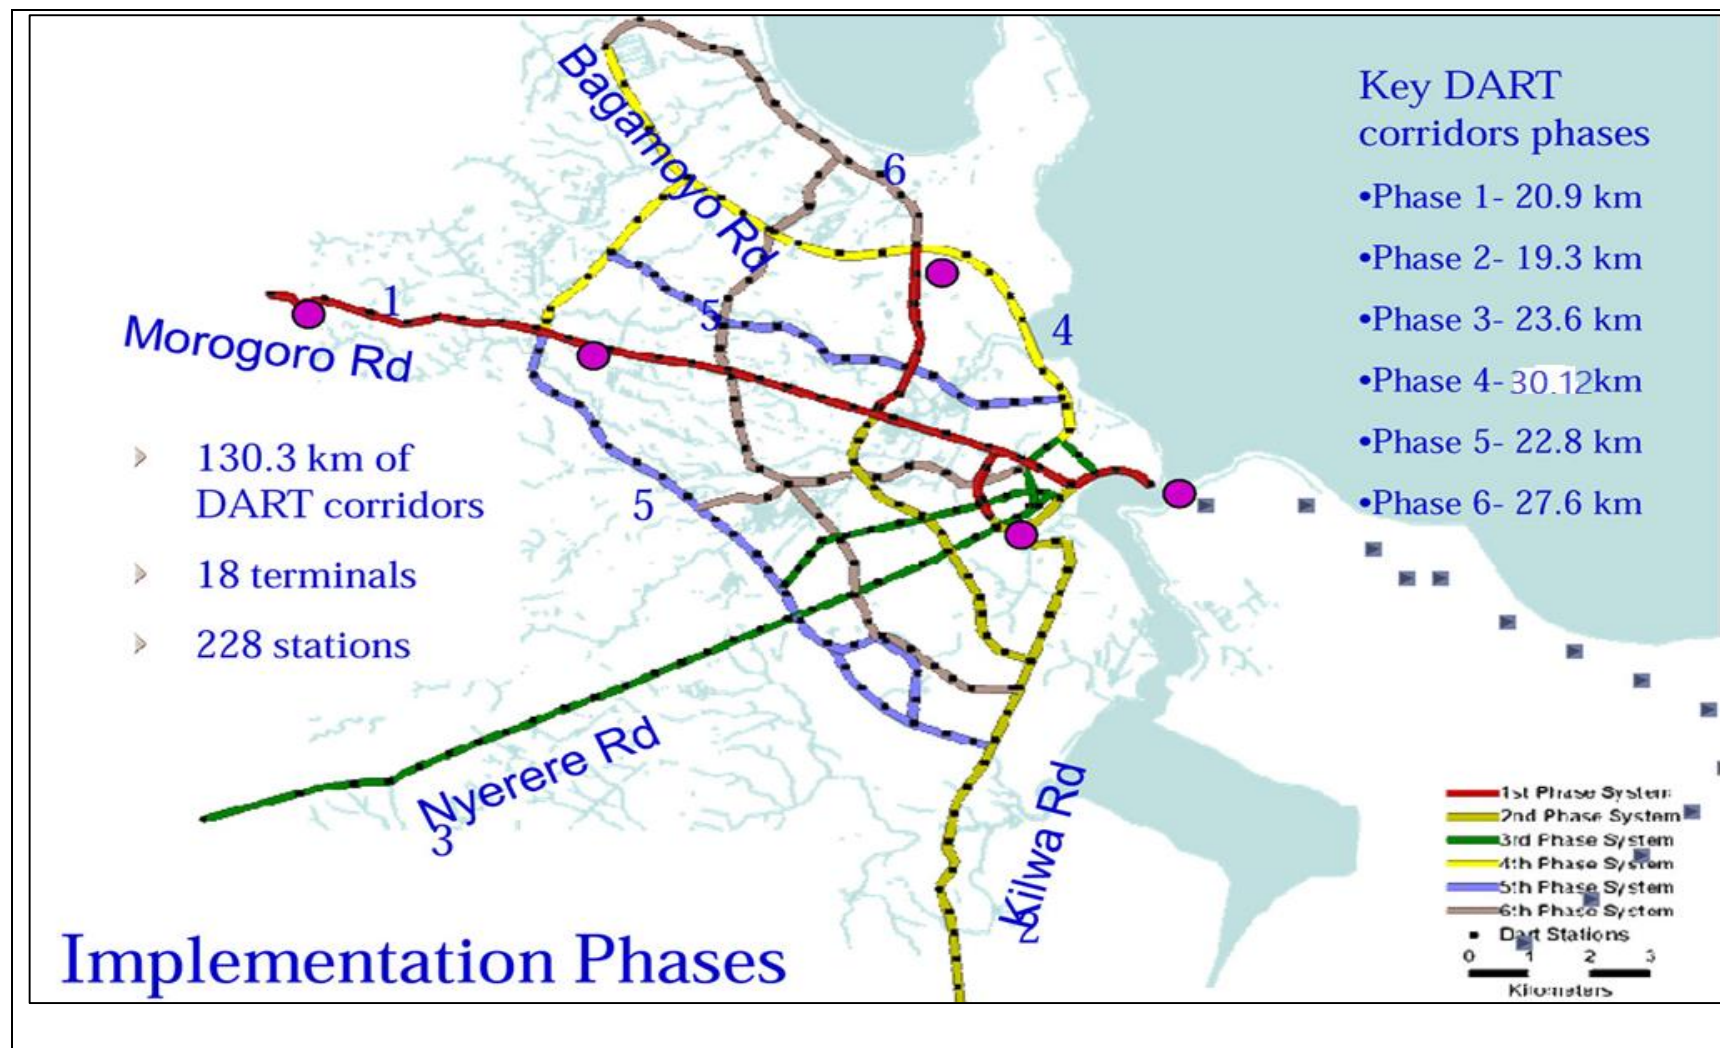 Key DART
corridors phases
•Phase 1- 20.9 km
•Phase 2- 19.3 km
•Phase 3- 23.6 km
•Phase 4- 30.12km
•Phase 5- 22.8 km
•Phase 6- 27.6 km
Bagamoyo Rd
6
1
5
4
Morogoro Rd
130.3 km of
DART corridors
5
18 terminals
228 stations
Nyerere Rd
3
Kilwa Rd
2
1st Phase System
2nd Phase System
3rd Phase System
4th Phase System
5th Phase System
6th Phase System
Dart Stations
0 1 2 3
Kilometers
Implementation Phases